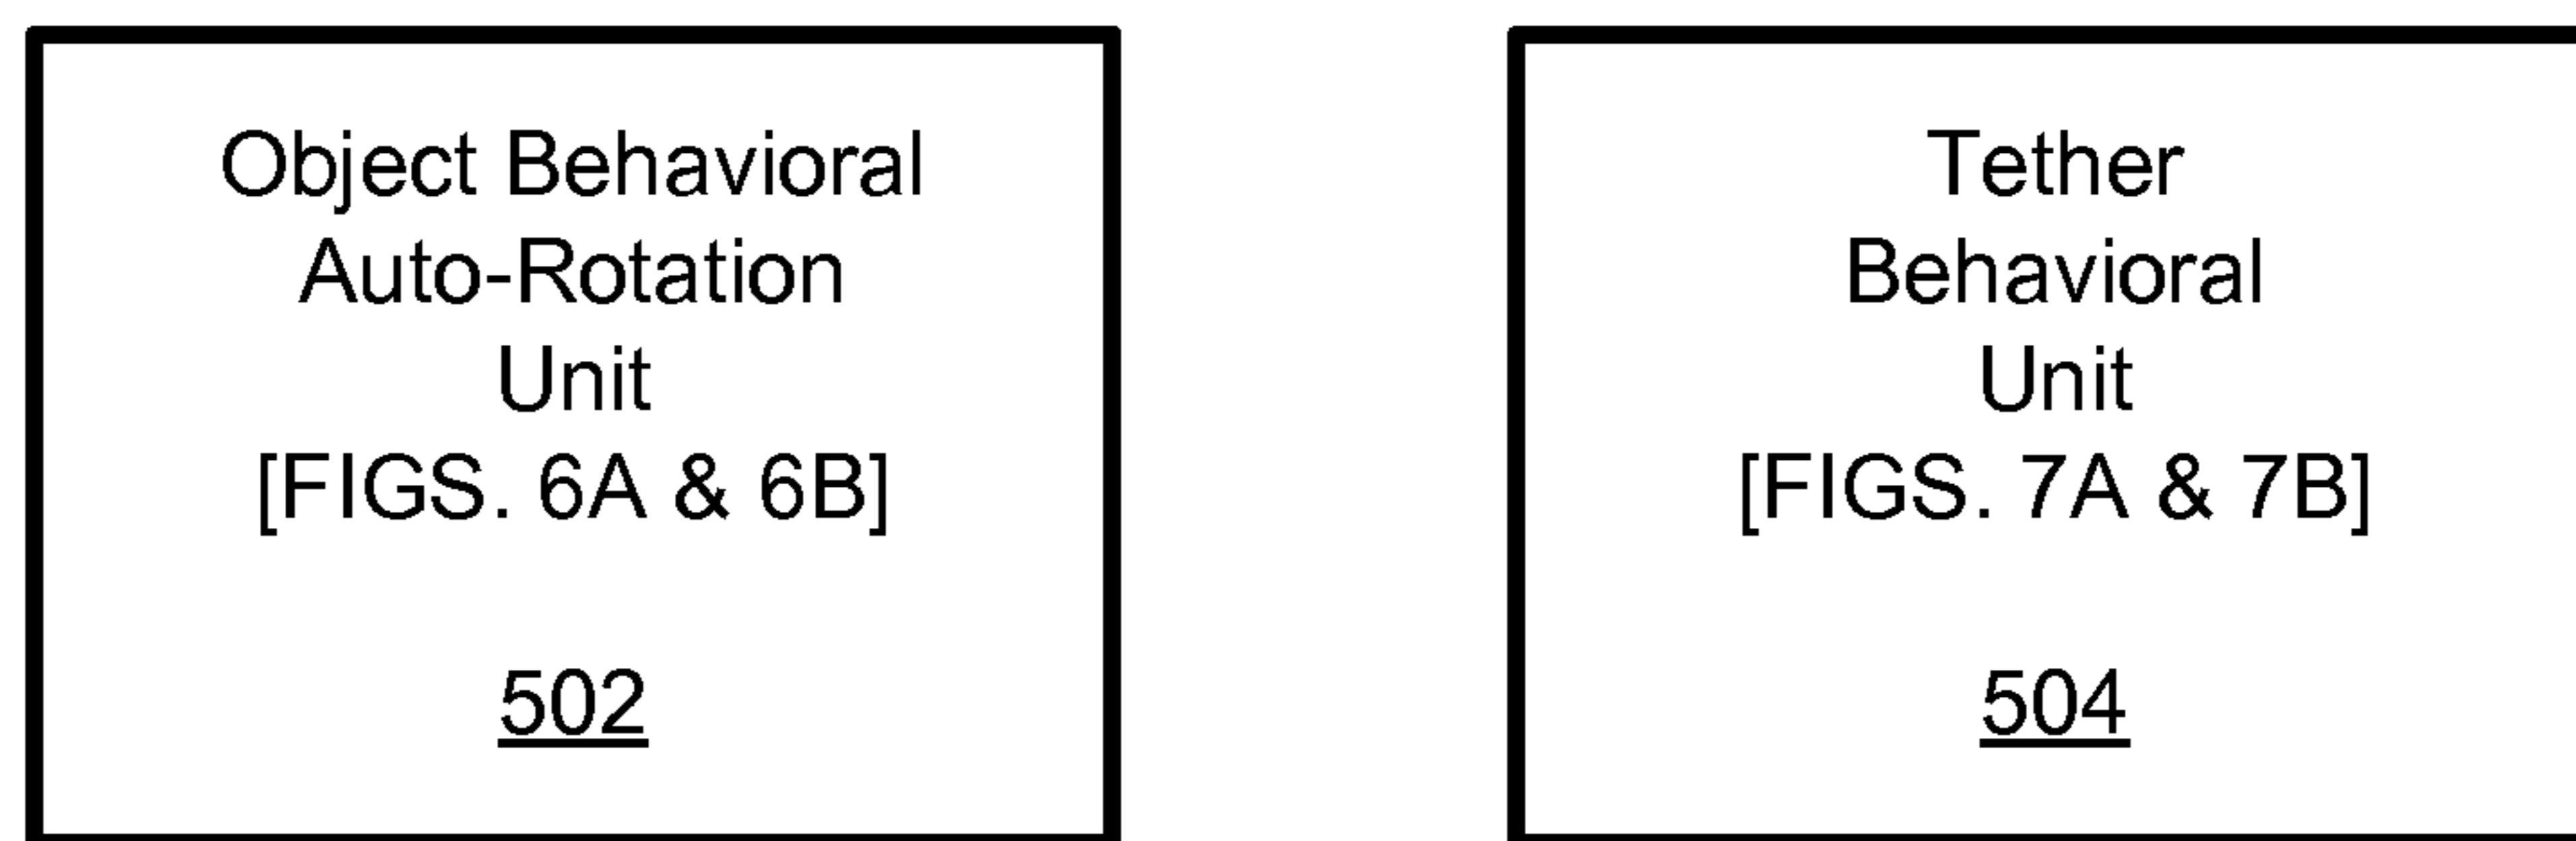 Object Behavioral
Auto-Rotation
Unit
[FIGS. 6A & 6B]
502
Tether
Behavioral
Unit
[FIGS. 7A & 7B]
504